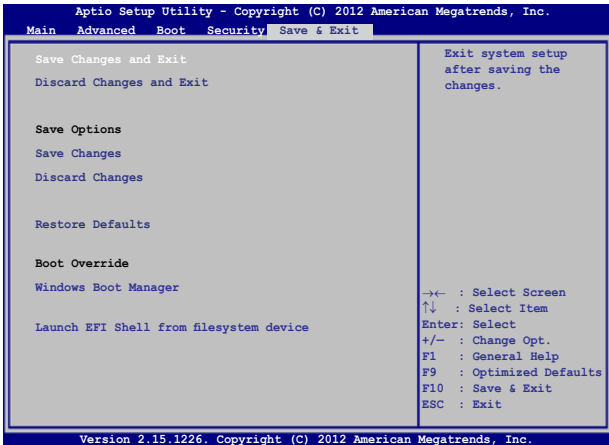 Aptio Setup Utility - Copyright (C) 2012 American Megatrends, Inc.
Main Advanced Boot Security Save & Exit
Save Changes and Exit
Discard Changes and Exit
Save Options
Save Changes
Discard Changes
Restore Defaults
Boot Override
Windows Boot Manager
Launch EFI Shell from filesystem device
Exit system setup
after saving the
changes.
→← : Select Screen
↑↓ : Select Item
Enter: Select
+/— : Change Opt.
F1 : General Help
F9 : Optimized Defaults
F10 : Save & Exit
ESC : Exit
Version 2.15.1226. Copyright (C) 2012 American Megatrends, Inc.